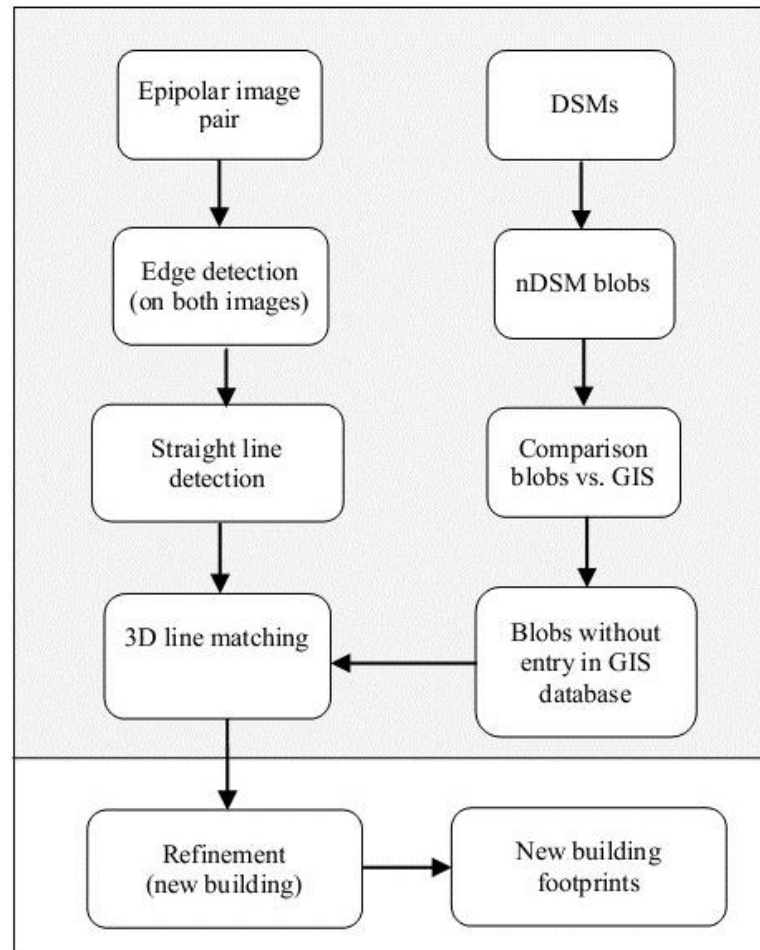 Epipolar image
pair
DSMs
Edge detection
(on both images)
nDSM blobs
Straight line
detection
Comparison
blobs vs. GIS
3D line matching
Blobs without
entry in GIS
database
Refinement
(new building)
New building
footprints